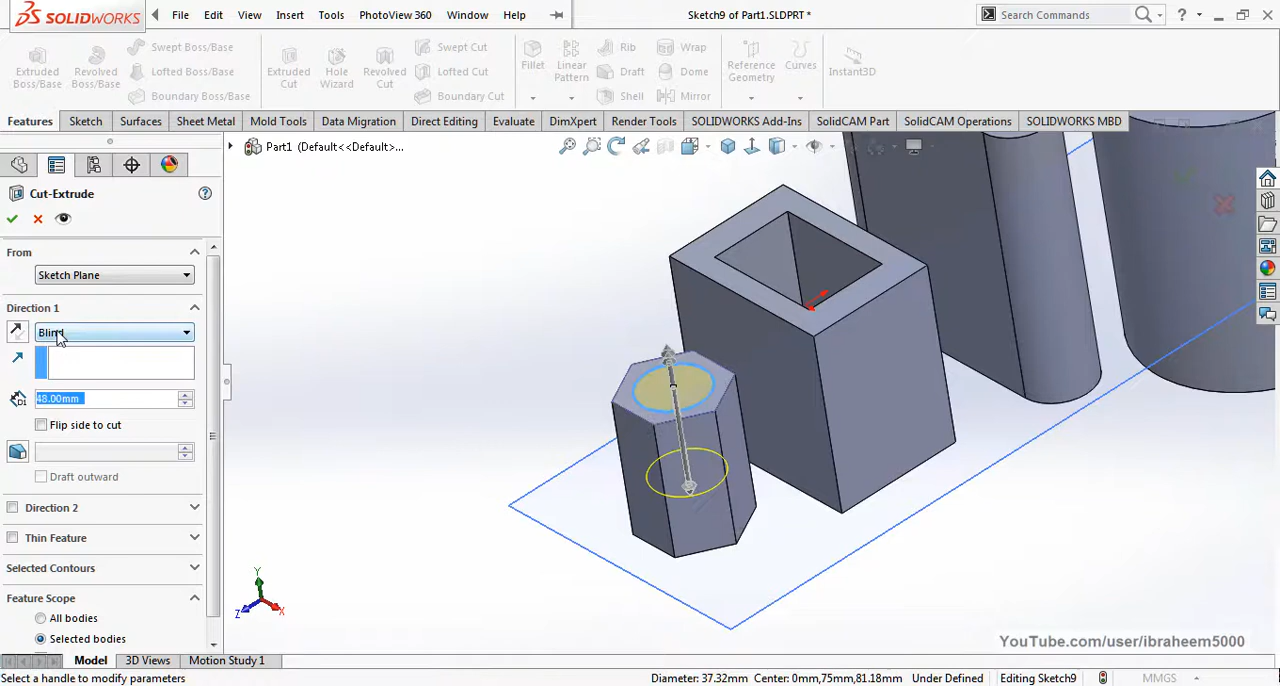 SOLIDWORKS File Edit View Insert Tools PhotoView 360 Window Help Sketch9 of Part1.SLDPRT * Search Commands ?
Extruded Boss/Base Revolved Boss/Base Swept Boss/Base Lofted Boss/Base Boundary Boss/Base Extruded Cut Hole Wizard Revolved Cut Swept Cut Lofted Cut Boundary Cut Fillet Linear Pattern Rib Draft Shell Wrap Dome Mirror Reference Geometry Curves Instant3D
Features Sketch Surfaces Sheet Metal Mold Tools Data Migration Direct Editing Evaluate DimXpert Render Tools SOLIDWORKS Add-Ins SolidCAM Part SolidCAM Operations SOLIDWORKS MBD
Part1 (Default<<Default>...
Cut-Extrude ?
From
Sketch Plane
Direction 1
Blind
D1 48.00mm
Flip side to cut
Draft outward
Direction 2
Thin Feature
Selected Contours
Feature Scope
All bodies
Selected bodies
Y
Z X
YouTube.com/user/ibraheem5000
Model 3D Views Motion Study 1
Select a handle to modify parameters Diameter: 37.32mm Center: 0mm,75mm,81.18mm Under Defined Editing Sketch9 MMGS